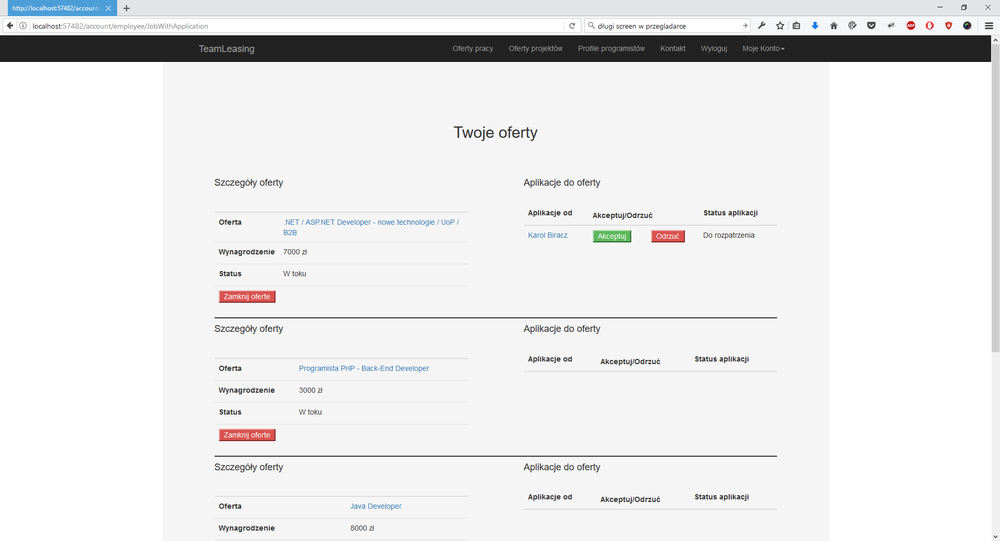 http://localhost:57482/account/
localhost:57482/account/employee/JobWithApplication
długi screen w przegladarce
ABP
TeamLeasing
Oferty pracy
Oferty projektów
Profile programistów
Kontakt
Wyloguj
Moje Konto
Twoje oferty
Szczegóły oferty
Aplikacje do oferty
Oferta
.NET / ASP.NET Developer - nowe technologie / UoP /
B2B
Wynagrodzenie
7000 zł
Status
W toku
Zamknij oferte
Aplikacje od
Akceptuj/Odrzuć
Status aplikacji
Karol Biracz
Akceptuj
Odrzuć
Do rozpatrzenia
Szczegóły oferty
Aplikacje do oferty
Oferta
Programista PHP - Back-End Developer
Wynagrodzenie
3000 zł
Status
W toku
Zamknij oferte
Aplikacje od
Akceptuj/Odrzuć
Status aplikacji
Szczegóły oferty
Aplikacje do oferty
Oferta
Java Developer
Wynagrodzenie
8000 zł
Aplikacje od
Akceptuj/Odrzuć
Status aplikacji